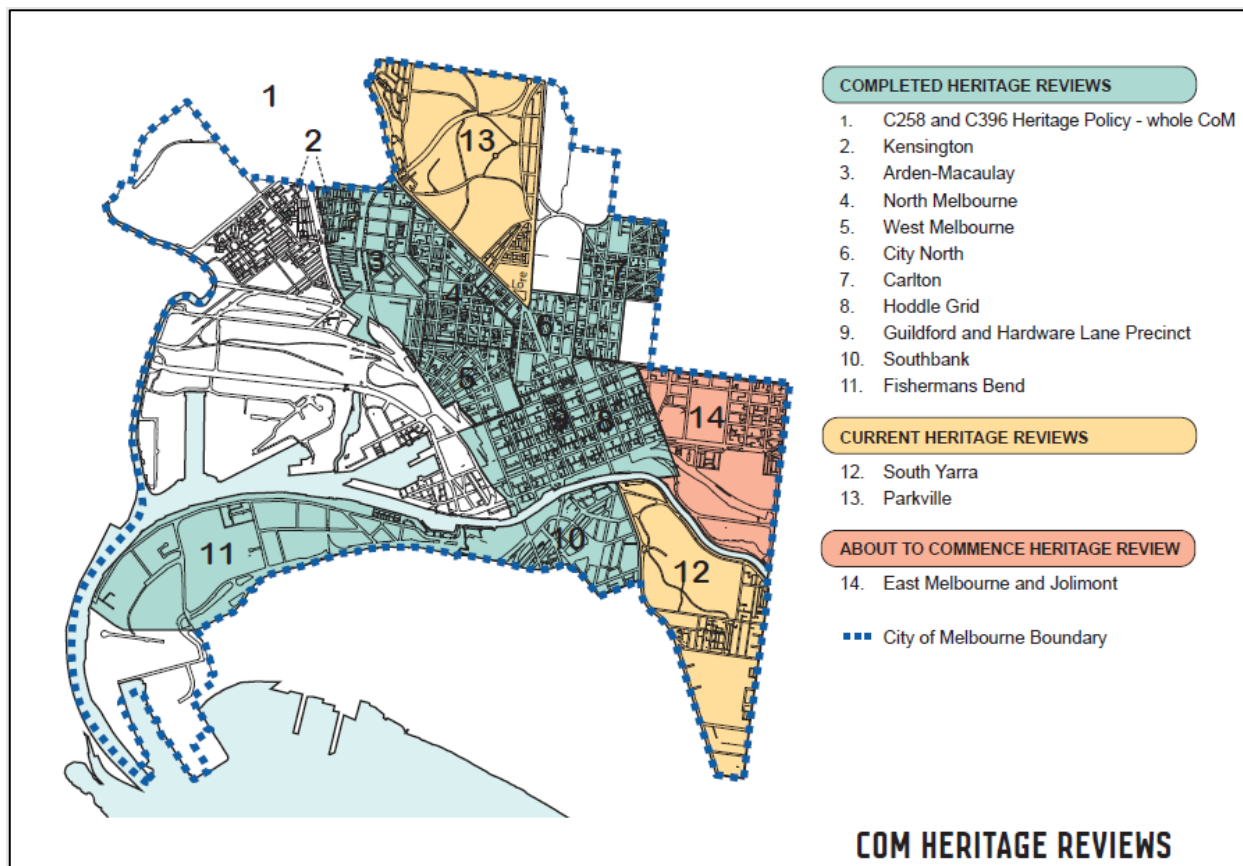 1
2
13
3
4
7
6
5
9
8
14
11
10
12
COMPLETED HERITAGE REVIEWS
1. C258 and C396 Heritage Policy - whole CoM
2. Kensington
3. Arden-Macaulay
4. North Melbourne
5. West Melbourne
6. City North
7. Carlton
8. Hoddle Grid
9. Guildford and Hardware Lane Precinct
10. Southbank
11. Fishermans Bend
CURRENT HERITAGE REVIEWS
12. South Yarra
13. Parkville
ABOUT TO COMMENCE HERITAGE REVIEW
14. East Melbourne and Jolimont
City of Melbourne Boundary
COM HERITAGE REVIEWS